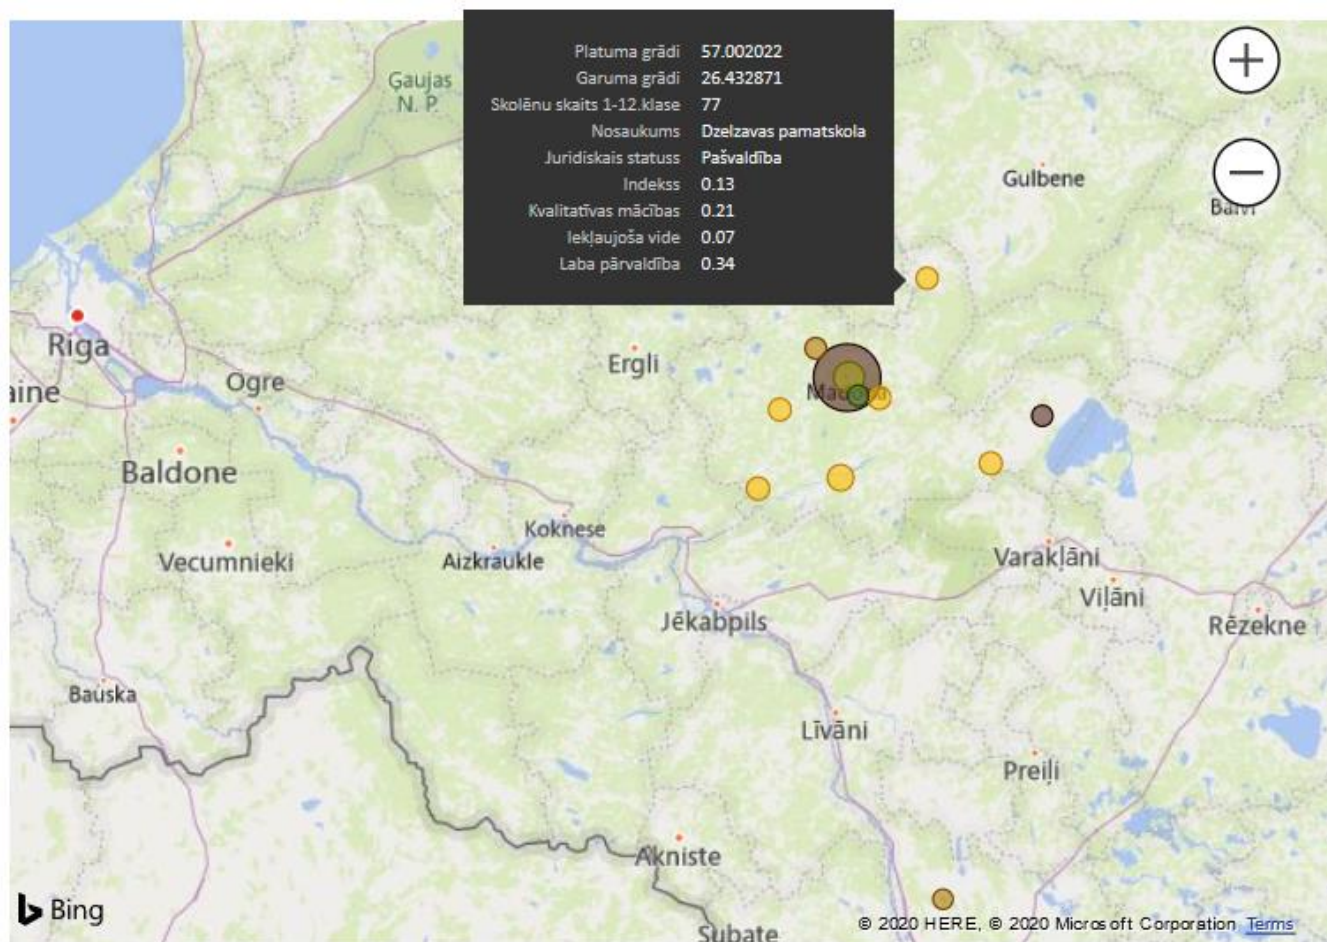 Platuma grādi 57.002022
Garuma grādi 26.432871
Skolēnu skaits 1-12.klase 77
Nosaukums Dzelzavas pamatskola
Juridiskais statuss Pašvaldība
Indekss 0.13
Kvalitatīvas mācības 0.21
Iekļaujoša vide 0.07
Laba pārvaldība 0.34
Gaujas
N. P.
Gulbene
Balvi
Riga
Ergli
Ogre
aine
Baldone
Koknese
Vecumnieki
Aizkraukle
Varakļāni
Viļāni
Jēkabpils
Rēzekne
Bauska
Līvāni
Preiļi
Akniste
Bing
© 2020 HERE, © 2020 Microsoft Corporation Terms
Subate